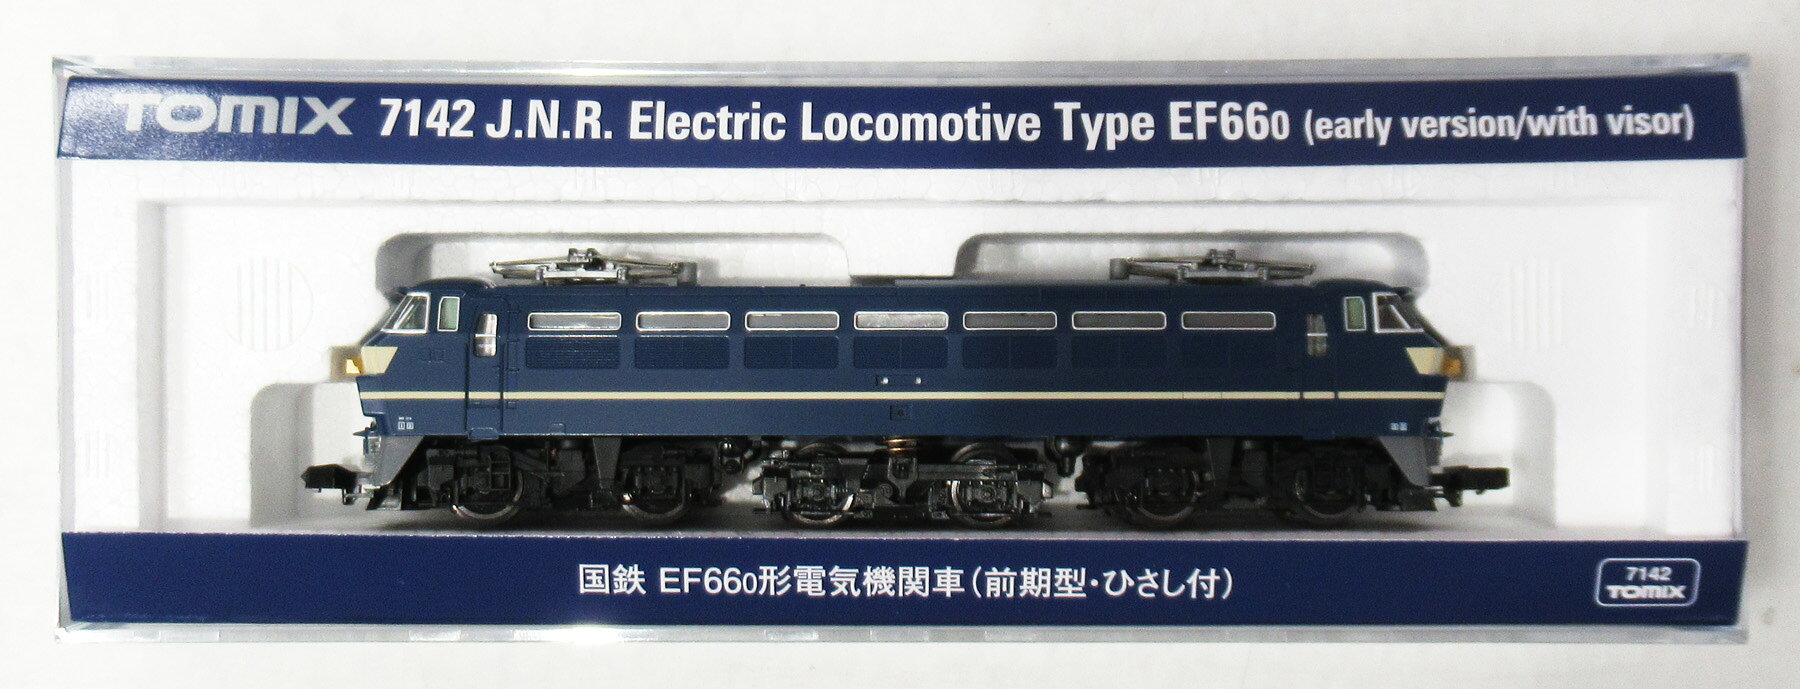 TOMIX 7142 J.N.R. Electric Locomotive Type EF660 (early version/with visor)
国鉄 EF660形電気機関車(前期型・ひさし付)
7142
TOMIX